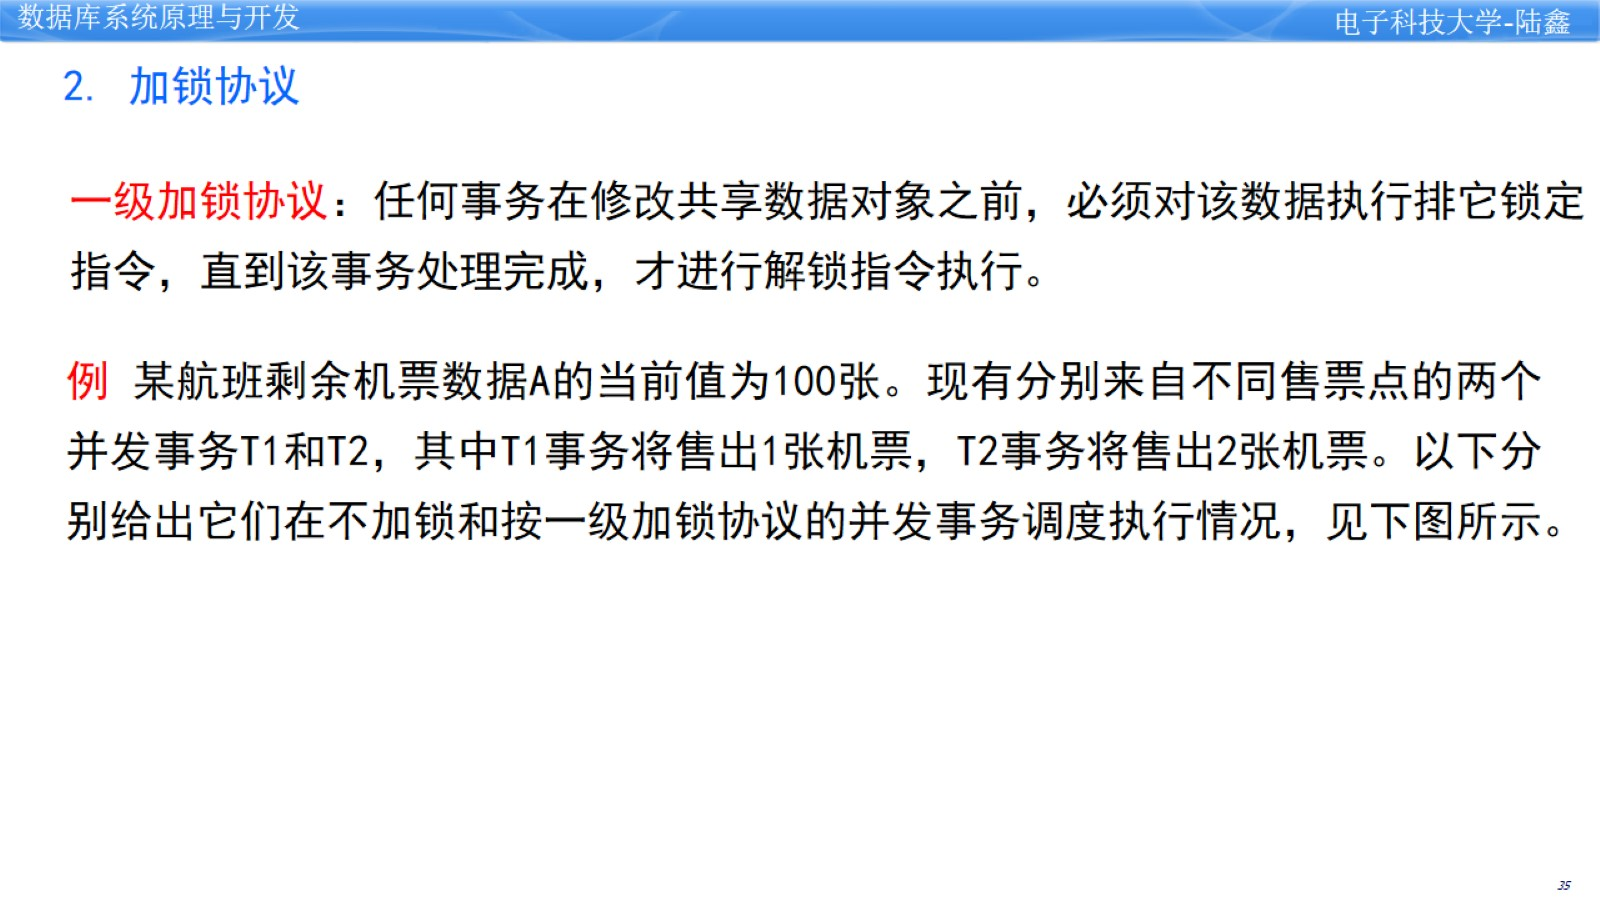 数据库系统原理与开发
电子科技大学-陆鑫
2. 加锁协议
一级加锁协议：任何事务在修改共享数据对象之前，必须对该数据执行排它锁定
指令，直到该事务处理完成，才进行解锁指令执行。
例 某航班剩余机票数据A的当前值为100张。现有分别来自不同售票点的两个
并发事务T1和T2，其中T1事务将售出1张机票，T2事务将售出2张机票。以下分
别给出它们在不加锁和按一级加锁协议的并发事务调度执行情况，见下图所示。
35